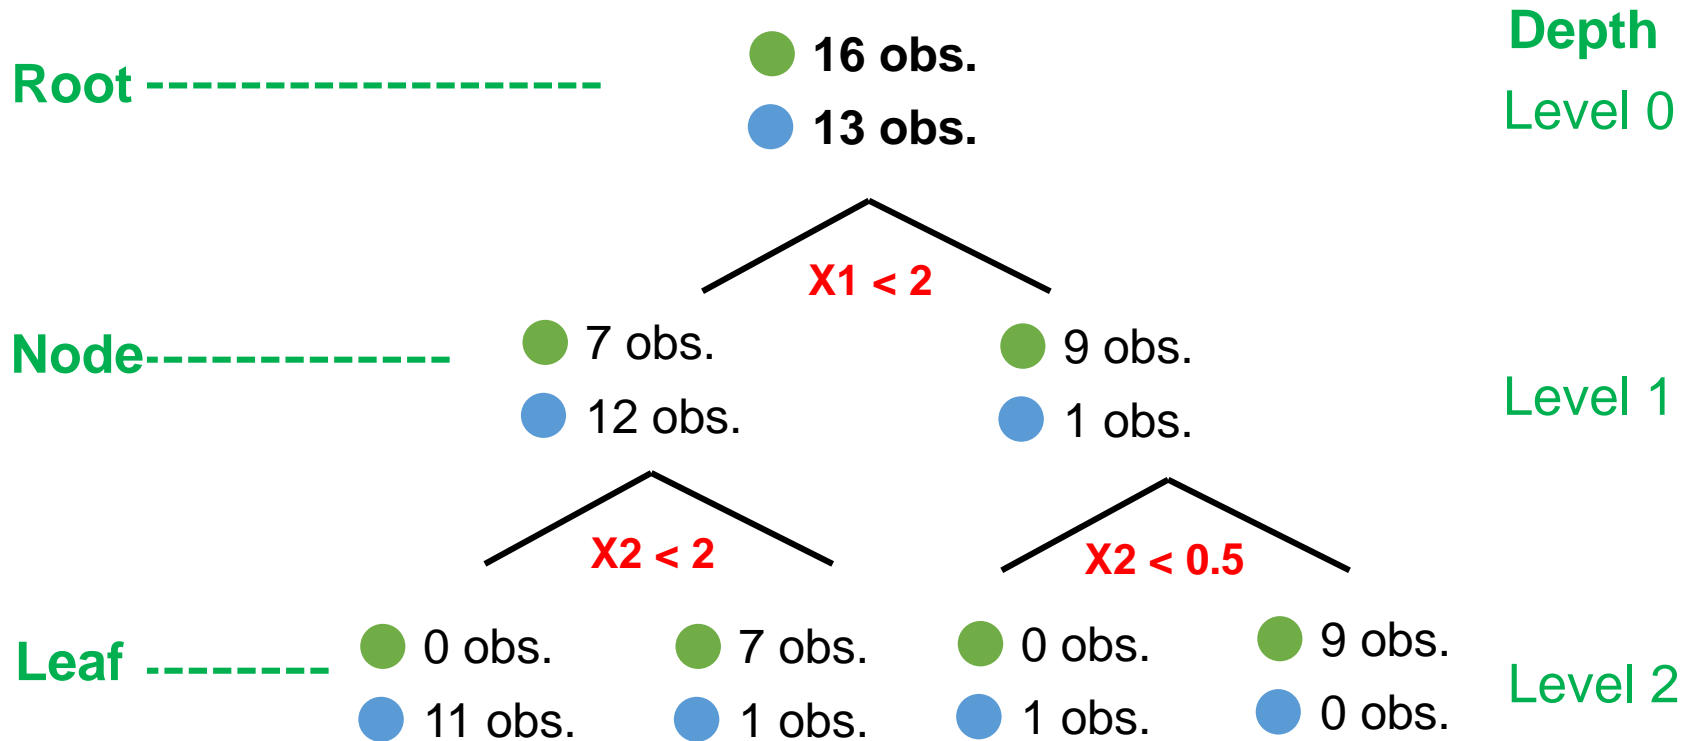 Depth
16 obs.
Root ------------------- Level 0
13 obs.
X1 < 2
7 obs. 9 obs.
Node------------- Level 1
12 obs. 1 obs.
X2 < 2 X2 < 0.5
0 obs. 7 obs. 0 obs. 9 obs.
Leaf -------- Level 2
11 obs. 1 obs. 1 obs. 0 obs.